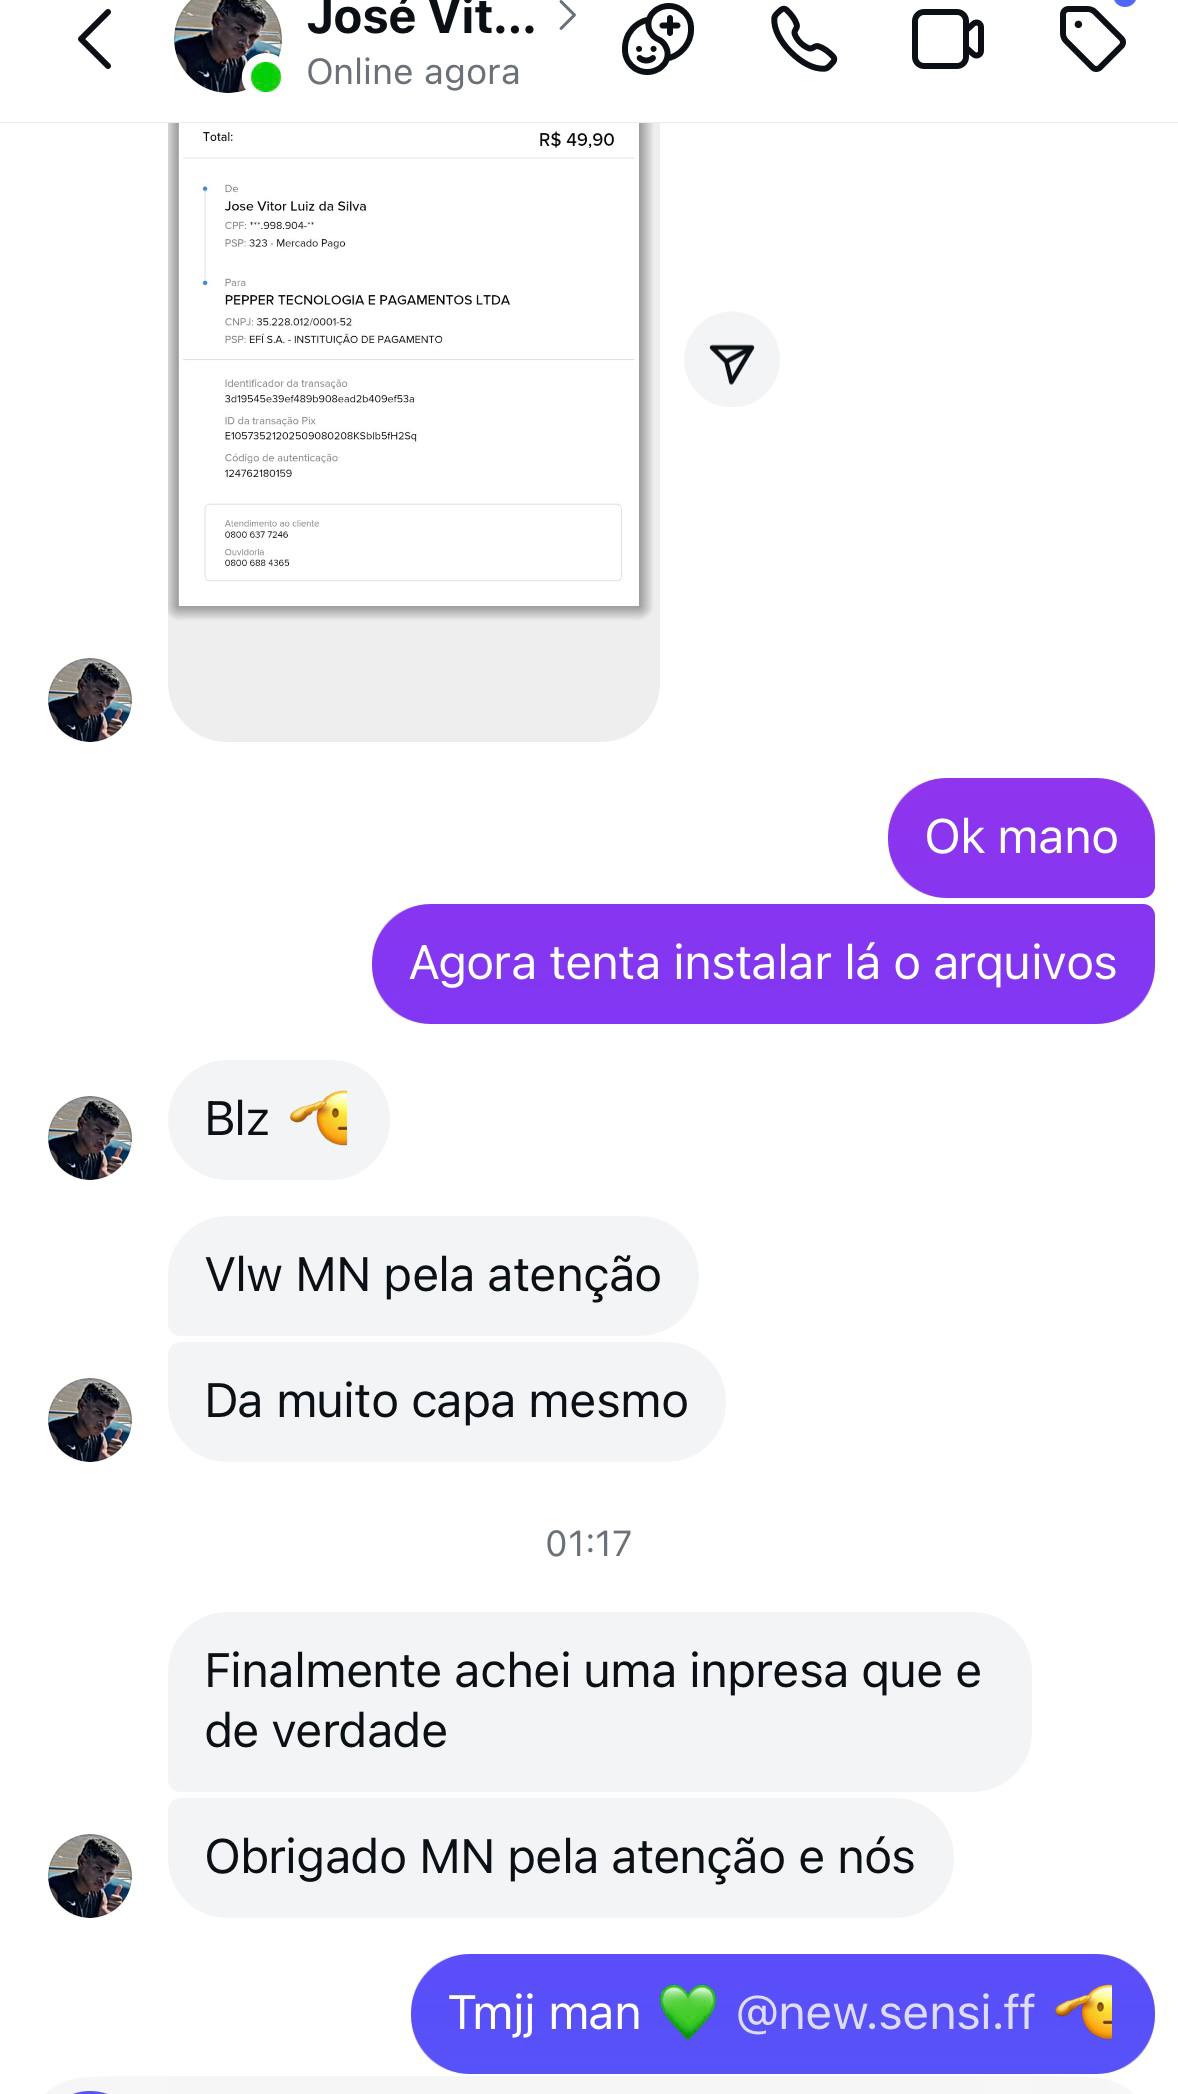 José Vit...
Online agora
Total:
R$ 49,90
De
Jose Vitor Luiz da Silva
CPF: ***.998.904-**
PSP: 323 - Mercado Pago
Para
PEPPER TECNOLOGIA E PAGAMENTOS LTDA
CNPJ: 35.228.012/0001-52
PSP: EFÍ S.A. - INSTITUIÇÃO DE PAGAMENTO
Identificador da transação
3d19545e39ef489b908ead2b409ef53a
ID da transação Pix
E10573521202509080208KSblb5fH2Sq
Código de autenticação
124762180159
Atendimento ao cliente
0800 637 7246
Ouvidoria
0800 688 4365
Ok mano
Agora tenta instalar lá o arquivos
Blz 🫡
Vlw MN pela atenção
Da muito capa mesmo
01:17
Finalmente achei uma inpresa que e
de verdade
Obrigado MN pela atenção e nós
Tmjj man 💚 @new.sensi.ff 🫡